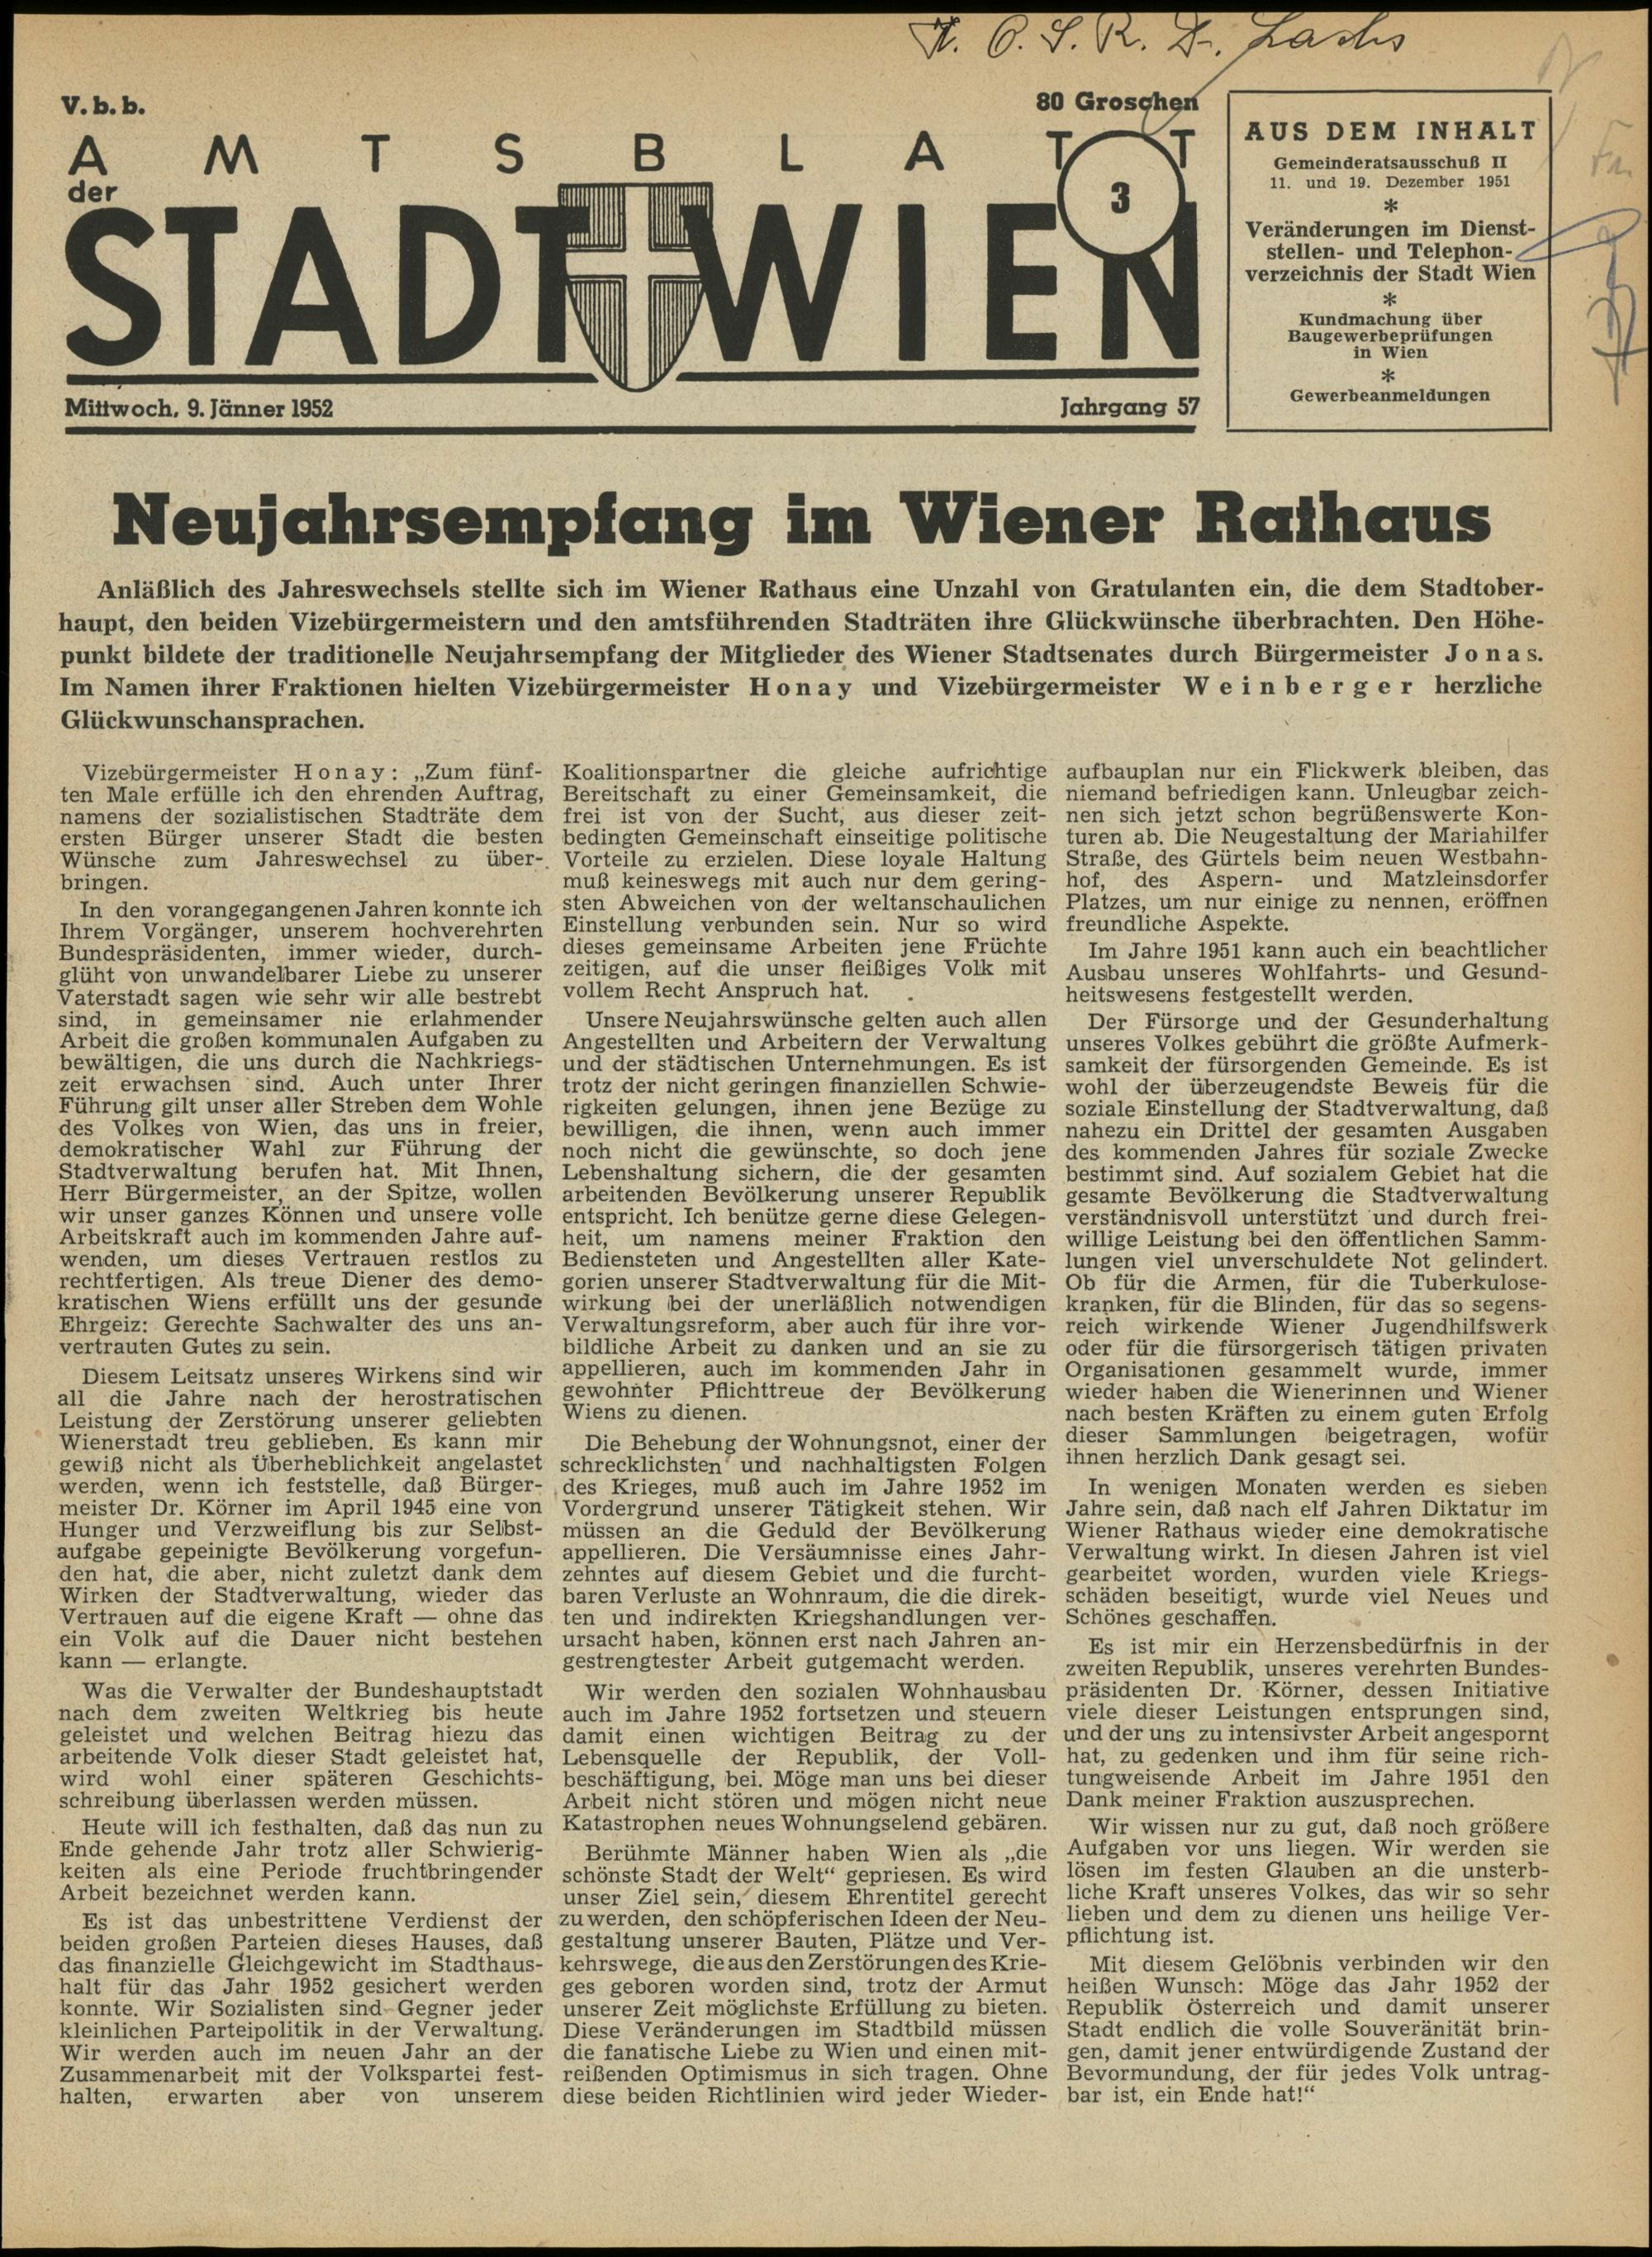 V. b. b.
80 Groschen
AMTSBLATT
der
STADT WIEN
3
Mittwoch, 9. Jänner 1952
Jahrgang 57
AUS DEM INHALT
Gemeinderatsausschuß II
11. und 19. Dezember 1951
*
Veränderungen im Dienst-
stellen- und Telephon-
verzeichnis der Stadt Wien
*
Kundmachung über
Baugewerbeprüfungen
in Wien
*
Gewerbeanmeldungen
Neujahrsempfang im Wiener Rathaus
Anläßlich des Jahreswechsels stellte sich im Wiener Rathaus eine Unzahl von Gratulanten ein, die dem Stadtober-
haupt, den beiden Vizebürgermeistern und den amtsführenden Stadträten ihre Glückwünsche überbrachten. Den Höhe-
punkt bildete der traditionelle Neujahrsempfang der Mitglieder des Wiener Stadtsenates durch Bürgermeister Jonas.
Im Namen ihrer Fraktionen hielten Vizebürgermeister Honay und Vizebürgermeister Weinberger herzliche
Glückwunschansprachen.
Vizebürgermeister Honay: „Zum fünf-
ten Male erfülle ich den ehrenden Auftrag,
namens der sozialistischen Stadträte dem
ersten Bürger unserer Stadt die besten
Wünsche zum Jahreswechsel zu über-
bringen.
In den vorangegangenen Jahren konnte ich
Ihrem Vorgänger, unserem hochverehrten
Bundespräsidenten, immer wieder, durch-
glüht von unwandelbarer Liebe zu unserer
Vaterstadt sagen wie sehr wir alle bestrebt
sind, in gemeinsamer nie erlahmender
Arbeit die großen kommunalen Aufgaben zu
bewältigen, die uns durch die Nachkriegs-
zeit erwachsen sind. Auch unter Ihrer
Führung gilt unser aller Streben dem Wohle
des Volkes von Wien, das uns in freier,
demokratischer Wahl zur Führung der
Stadtverwaltung berufen hat. Mit Ihnen,
Herr Bürgermeister, an der Spitze, wollen
wir unser ganzes Können und unsere volle
Arbeitskraft auch im kommenden Jahre auf-
wenden, um dieses Vertrauen restlos zu
rechtfertigen. Als treue Diener des demo-
kratischen Wiens erfüllt uns der gesunde
Ehrgeiz: Gerechte Sachwalter des uns an-
vertrauten Gutes zu sein.
Diesem Leitsatz unseres Wirkens sind wir
all die Jahre nach der herostratischen
Leistung der Zerstörung unserer geliebten
Wienerstadt treu geblieben. Es kann mir
gewiß nicht als Überheblichkeit angelastet
werden, wenn ich feststelle, daß Bürger-
meister Dr. Körner im April 1945 eine von
Hunger und Verzweiflung bis zur Selbst-
aufgabe gepeinigte Bevölkerung vorgefun-
den hat, die aber, nicht zuletzt dank dem
Wirken der Stadtverwaltung, wieder das
Vertrauen auf die eigene Kraft — ohne das
ein Volk auf die Dauer nicht bestehen
kann — erlangte.
Was die Verwalter der Bundeshauptstadt
nach dem zweiten Weltkrieg bis heute
geleistet und welchen Beitrag hiezu das
arbeitende Volk dieser Stadt geleistet hat,
wird wohl einer späteren Geschichts-
schreibung überlassen werden müssen.
Heute will ich festhalten, daß das nun zu
Ende gehende Jahr trotz aller Schwierig-
keiten als eine Periode fruchtbringender
Arbeit bezeichnet werden kann.
Es ist das unbestrittene Verdienst der
beiden großen Parteien dieses Hauses, daß
das finanzielle Gleichgewicht im Stadthaus-
halt für das Jahr 1952 gesichert werden
konnte. Wir Sozialisten sind Gegner jeder
kleinlichen Parteipolitik in der Verwaltung.
Wir werden auch im neuen Jahr an der
Zusammenarbeit mit der Volkspartei fest-
halten, erwarten aber von unserem
Koalitionspartner die gleiche aufrichtige
Bereitschaft zu einer Gemeinsamkeit, die
frei ist von der Sucht, aus dieser zeit-
bedingten Gemeinschaft einseitige politische
Vorteile zu erzielen. Diese loyale Haltung
muß keineswegs mit auch nur dem gering-
sten Abweichen von der weltanschaulichen
Einstellung verbunden sein. Nur so wird
dieses gemeinsame Arbeiten jene Früchte
zeitigen, auf die unser fleißiges Volk mit
vollem Recht Anspruch hat.
Unsere Neujahrswünsche gelten auch allen
Angestellten und Arbeitern der Verwaltung
und der städtischen Unternehmungen. Es ist
trotz der nicht geringen finanziellen Schwie-
rigkeiten gelungen, ihnen jene Bezüge zu
bewilligen, die ihnen, wenn auch immer
noch nicht die gewünschte, so doch jene
Lebenshaltung sichern, die der gesamten
arbeitenden Bevölkerung unserer Republik
entspricht. Ich benütze gerne diese Gelegen-
heit, um namens meiner Fraktion den
Bediensteten und Angestellten aller Kate-
gorien unserer Stadtverwaltung für die Mit-
wirkung bei der unerläßlich notwendigen
Verwaltungsreform, aber auch für ihre vor-
bildliche Arbeit zu danken und an sie zu
appellieren, auch im kommenden Jahr in
gewohnter Pflichttreue der Bevölkerung
Wiens zu dienen.
Die Behebung der Wohnungsnot, einer der
schrecklichsten und nachhaltigsten Folgen
des Krieges, muß auch im Jahre 1952 im
Vordergrund unserer Tätigkeit stehen. Wir
müssen an die Geduld der Bevölkerung
appellieren. Die Versäumnisse eines Jahr-
zehntes auf diesem Gebiet und die furcht-
baren Verluste an Wohnraum, die die direk-
ten und indirekten Kriegshandlungen ver-
ursacht haben, können erst nach Jahren an-
gestrengtester Arbeit gutgemacht werden.
Wir werden den sozialen Wohnhausbau
auch im Jahre 1952 fortsetzen und steuern
damit einen wichtigen Beitrag zu der
Lebensquelle der Republik, der Voll-
beschäftigung, bei. Möge man uns bei dieser
Arbeit nicht stören und mögen nicht neue
Katastrophen neues Wohnungselend gebären.
Berühmte Männer haben Wien als „die
schönste Stadt der Welt“ gepriesen. Es wird
unser Ziel sein, diesem Ehrentitel gerecht
zu werden, den schöpferischen Ideen der Neu-
gestaltung unserer Bauten, Plätze und Ver-
kehrswege, die aus den Zerstörungen des Krie-
ges geboren worden sind, trotz der Armut
unserer Zeit möglichste Erfüllung zu bieten.
Diese Veränderungen im Stadtbild müssen
die fanatische Liebe zu Wien und einen mit-
reißenden Optimismus in sich tragen. Ohne
diese beiden Richtlinien wird jeder Wieder-
aufbauplan nur ein Flickwerk bleiben, das
niemand befriedigen kann. Unleugbar zeich-
nen sich jetzt schon begrüßenswerte Kon-
turen ab. Die Neugestaltung der Mariahilfer
Straße, des Gürtels beim neuen Westbahn-
hof, des Aspern- und Matzleinsdorfer
Platzes, um nur einige zu nennen, eröffnen
freundliche Aspekte.
Im Jahre 1951 kann auch ein beachtlicher
Ausbau unseres Wohlfahrts- und Gesund-
heitswesens festgestellt werden.
Der Fürsorge und der Gesunderhaltung
unseres Volkes gebührt die größte Aufmerk-
samkeit der fürsorgenden Gemeinde. Es ist
wohl der überzeugendste Beweis für die
soziale Einstellung der Stadtverwaltung, daß
nahezu ein Drittel der gesamten Ausgaben
des kommenden Jahres für soziale Zwecke
bestimmt sind. Auf sozialem Gebiet hat die
gesamte Bevölkerung die Stadtverwaltung
verständnisvoll unterstützt und durch frei-
willige Leistung bei den öffentlichen Samm-
lungen viel unverschuldete Not gelindert.
Ob für die Armen, für die Tuberkulose-
kranken, für die Blinden, für das so segens-
reich wirkende Wiener Jugendhilfswerk
oder für die fürsorgerisch tätigen privaten
Organisationen gesammelt wurde, immer
wieder haben die Wienerinnen und Wiener
nach besten Kräften zu einem guten Erfolg
dieser Sammlungen beigetragen, wofür
ihnen herzlich Dank gesagt sei.
In wenigen Monaten werden es sieben
Jahre sein, daß nach elf Jahren Diktatur im
Wiener Rathaus wieder eine demokratische
Verwaltung wirkt. In diesen Jahren ist viel
gearbeitet worden, wurden viele Kriegs-
schäden beseitigt, wurde viel Neues und
Schönes geschaffen.
Es ist mir ein Herzensbedürfnis in der
zweiten Republik, unseres verehrten Bundes-
präsidenten Dr. Körner, dessen Initiative
viele dieser Leistungen entsprungen sind,
und der uns zu intensivster Arbeit angespornt
hat, zu gedenken und ihm für seine rich-
tungweisende Arbeit im Jahre 1951 den
Dank meiner Fraktion auszusprechen.
Wir wissen nur zu gut, daß noch größere
Aufgaben vor uns liegen. Wir werden sie
lösen im festen Glauben an die unsterb-
liche Kraft unseres Volkes, das wir so sehr
lieben und dem zu dienen uns heilige Ver-
pflichtung ist.
Mit diesem Gelöbnis verbinden wir den
heißen Wunsch: Möge das Jahr 1952 der
Republik Österreich und damit unserer
Stadt endlich die volle Souveränität brin-
gen, damit jener entwürdigende Zustand der
Bevormundung, der für jedes Volk untrag-
bar ist, ein Ende hat!“